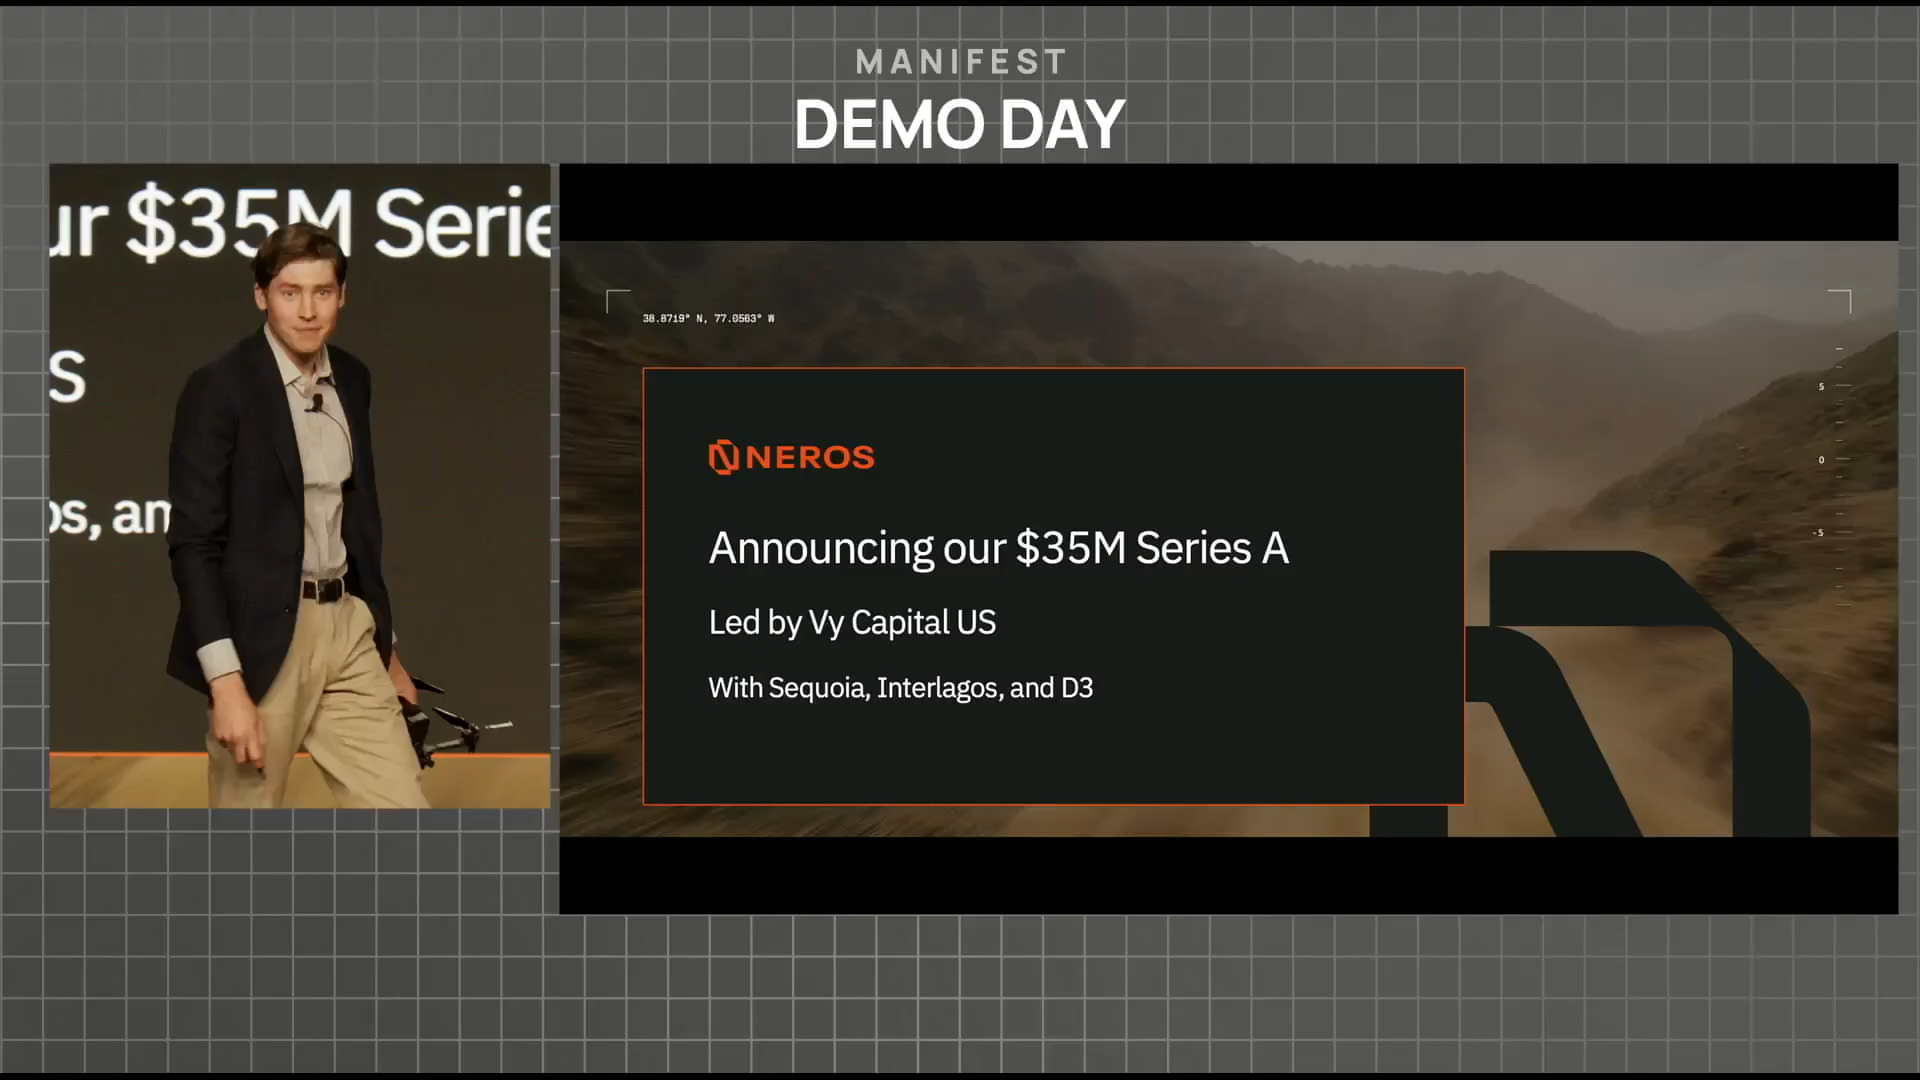 MANIFEST
DEMO DAY
ur $35M Serie
S
os, an
38.8719° N, 77.0563° W
5
0
-5
NEROS
Announcing our $35M Series A
Led by Vy Capital US
With Sequoia, Interlagos, and D3